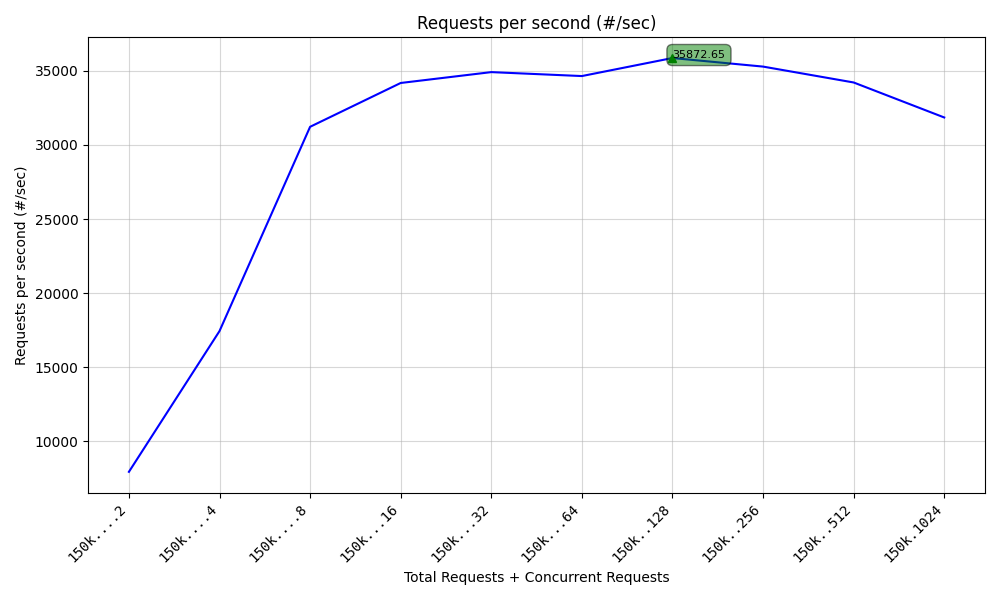 Requests per second (#/sec)
35872.65
35000
30000
25000
20000
15000
10000
Requests per second (#/sec)
150k....2
150k....4
150k....8
150k...16
150k...32
150k...64
150k..128
150k..256
150k..512
150k.1024
Total Requests + Concurrent Requests